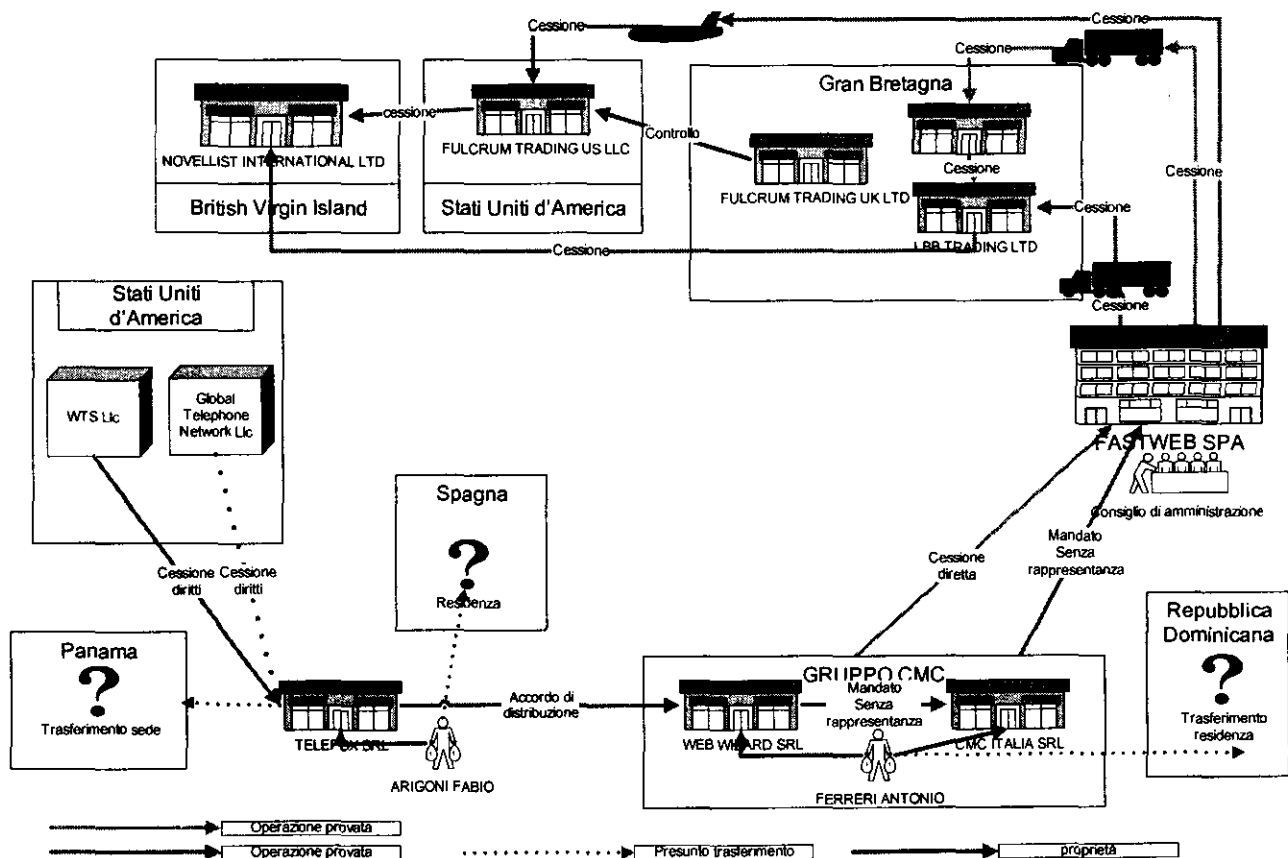 Cessione
Cessione
Cessione
Gran Bretagna
cessione
Controllo
NOVELLIST INTERNATIONAL LTD
FULCRUM TRADING US LLC
FULCRUM TRADING UK LTD
Cessione
Cessione
British Virgin Island
Stati Uniti d'America
Cessione
LBB TRADING LTD
Cessione
Cessione
Stati Uniti
d'America
WTS Llc
Global
Telephone
Network Llc
FASTWEB SPA
Consiglio di amministrazione
Spagna
?
Residenza
Cessione
diritti
Cessione
diritti
Cessione
diretta
Mandato
Senza
rappresentanza
Repubblica
Dominicana
?
Trasferimento
residenza
Panama
?
Trasferimento sede
GRUPPO CMC
Accordo di
distribuzione
Mandato
Senza
rappresentanza
TELEFOX SRL
WEB WIZARD SRL
CMC ITALIA SRL
ARIGONI FABIO
FERRERI ANTONIO
Operazione provata
Operazione provata
Presunto trasferimento
proprietà